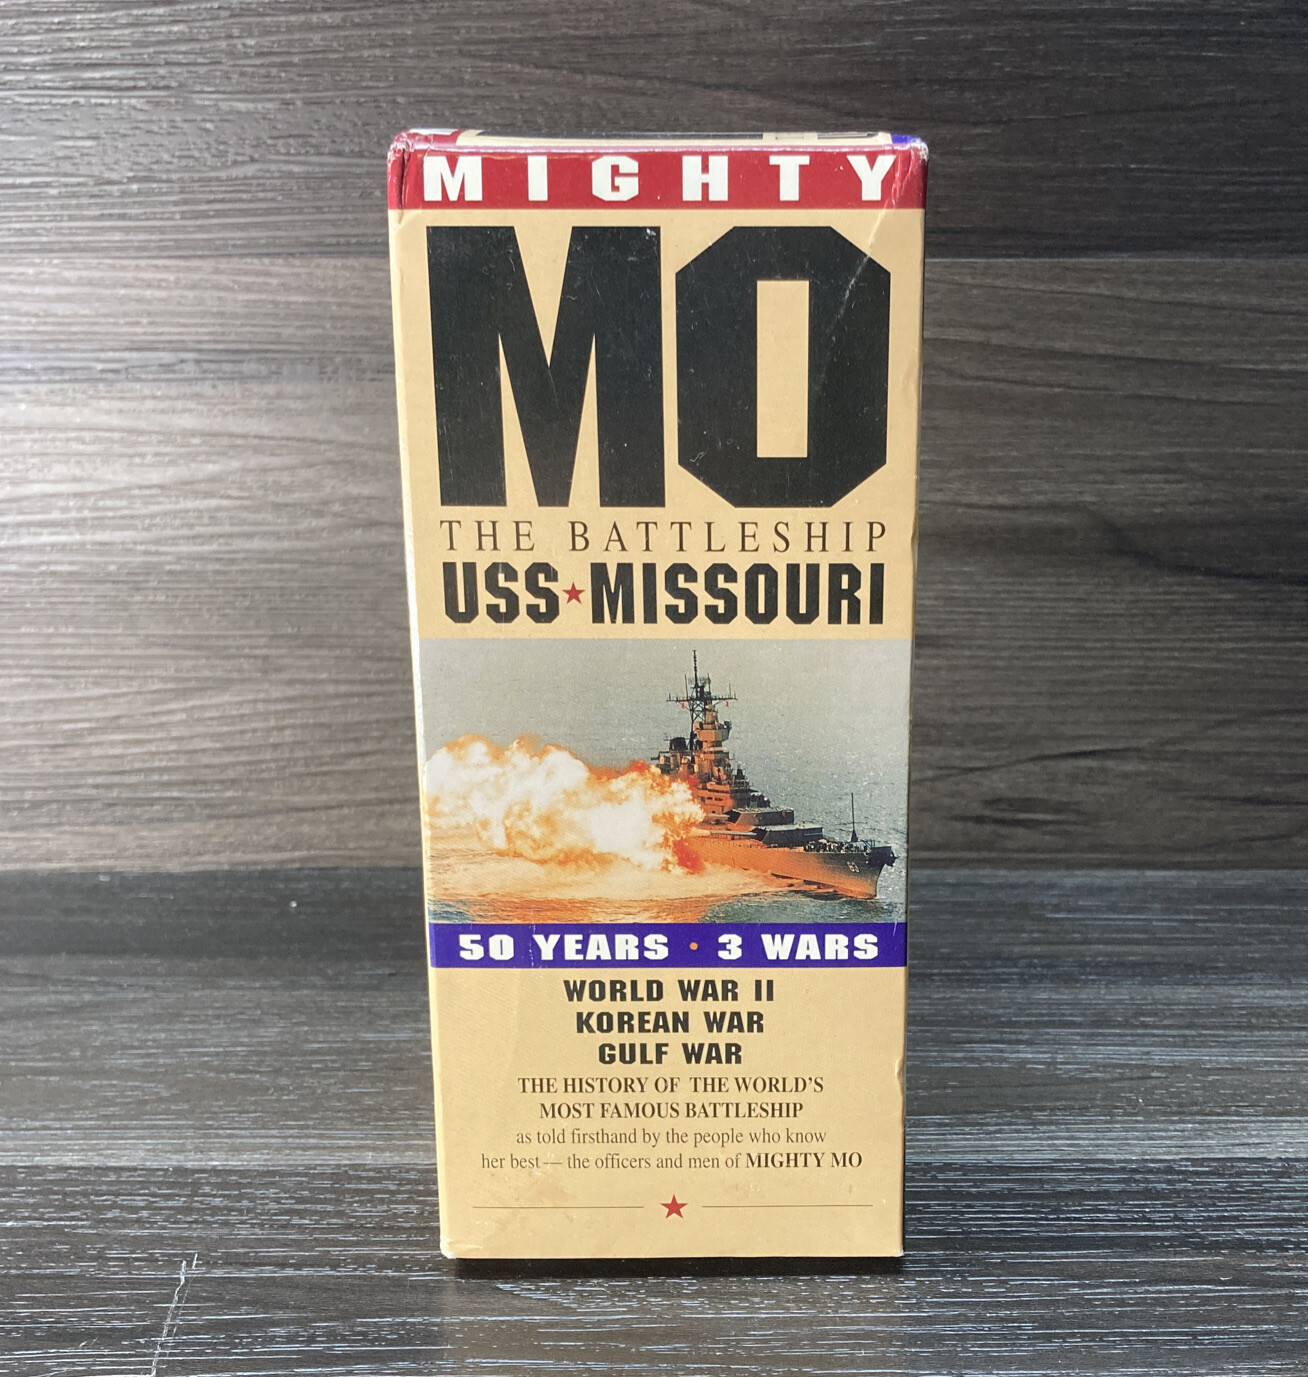 MIGHTY
MO
THE BATTLESHIP
USS★MISSOURI
63
50 YEARS · 3 WARS
WORLD WAR II
KOREAN WAR
GULF WAR
THE HISTORY OF THE WORLD'S
MOST FAMOUS BATTLESHIP
as told firsthand by the people who know
her best — the officers and men of MIGHTY MO